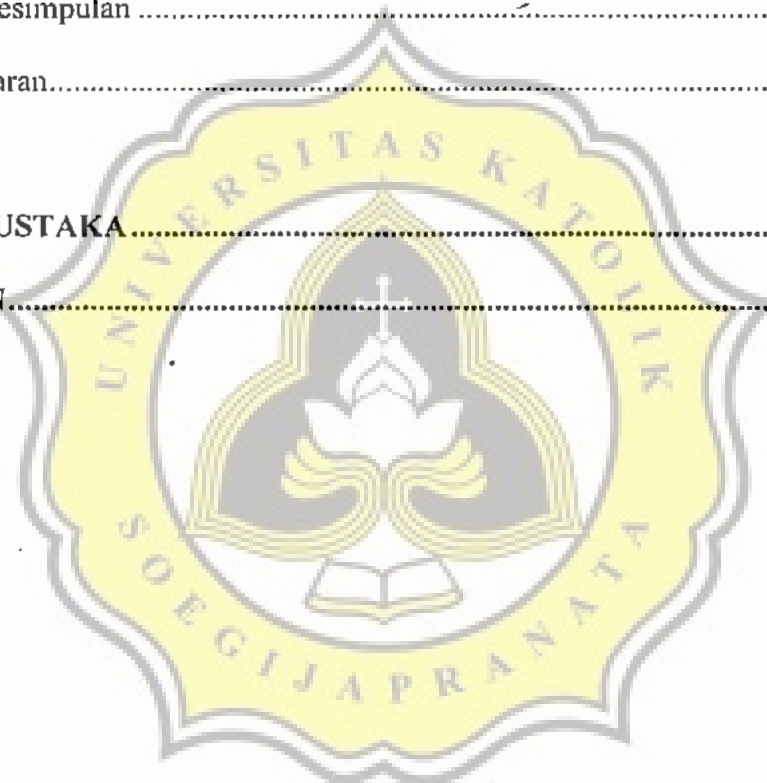 esimpulan ........................................................
aran........................................................
USTAKA........................................................
N........................................................
UNIVERSITAS KATOLIK
SOEGIJAPRANATA